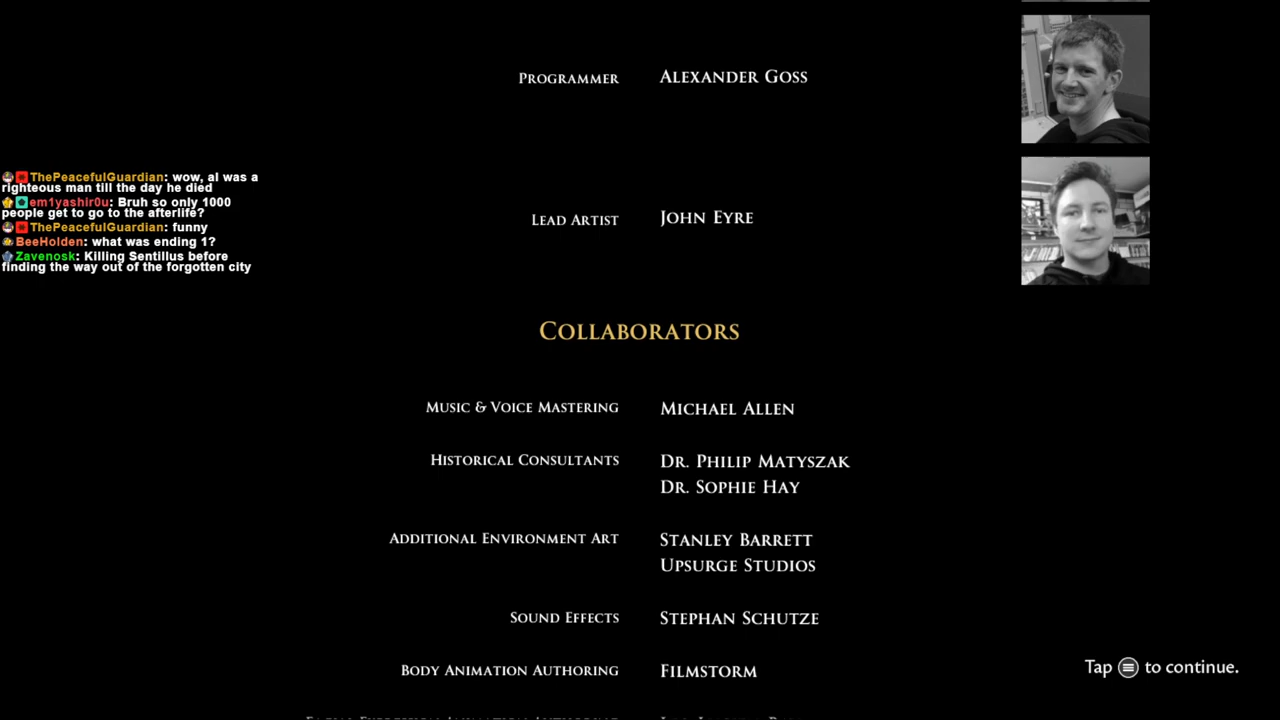 Programmer Alexander Goss
ThePeacefulGuardian: wow, al was a
righteous man till the day he died
em1yashir0u: Bruh so only 1000
people get to go to the afterlife?
ThePeacefulGuardian: funny
BeeHolden: what was ending 1?
Zavenosk: Killing Sentillus before
finding the way out of the forgotten city
Lead Artist John Eyre
Collaborators
Music & Voice Mastering Michael Allen
Historical Consultants Dr. Philip Matyszak
Dr. Sophie Hay
Additional Environment Art Stanley Barrett
Upsurge Studios
Sound Effects Stephan Schutze
Body Animation Authoring Filmstorm
Tap to continue.